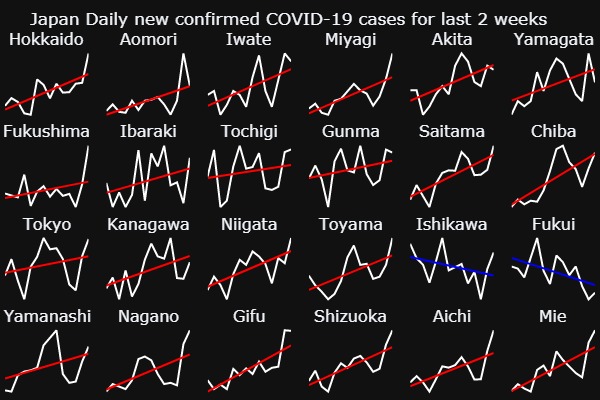 Japan Daily new confirmed COVID-19 cases for last 2 weeks
Hokkaido Aomori Iwate Miyagi Akita Yamagata
Fukushima Ibaraki Tochigi Gunma Saitama Chiba
Tokyo Kanagawa Niigata Toyama Ishikawa Fukui
Yamanashi Nagano Gifu Shizuoka Aichi Mie